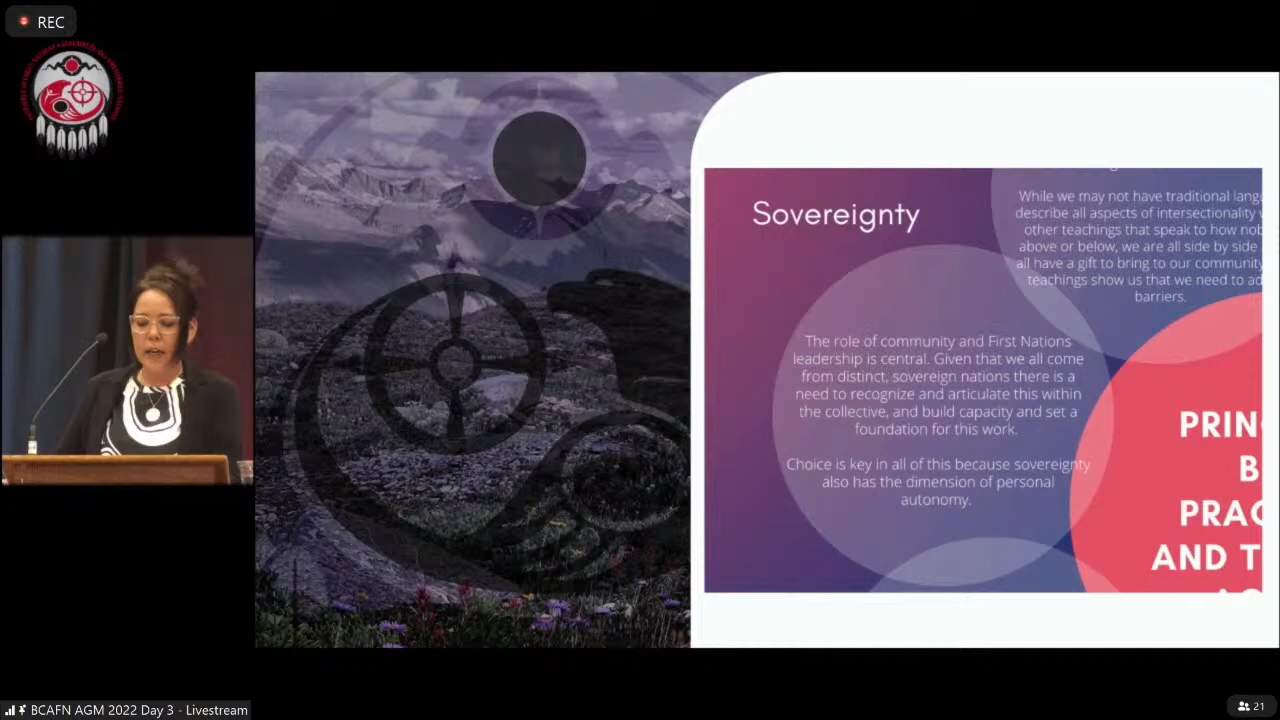 REC
Sovereignty
The role of community and First Nations
leadership is central. Given that we all come
from distinct, sovereign nations there is a
need to recognize and articulate this within
the collective, and build capacity and set a
foundation for this work.
Choice is key in all of this because sovereignty
also has the dimension of personal
autonomy.
While we may not have traditional lang
describe all aspects of intersectionality
other teachings that speak to how nob
above or below, we are all side by side
all have a gift to bring to our community
teachings show us that we need to ad
barriers.
PRIN
B
PRAC
AND T
BCAFN AGM 2022 Day 3 - Livestream
21